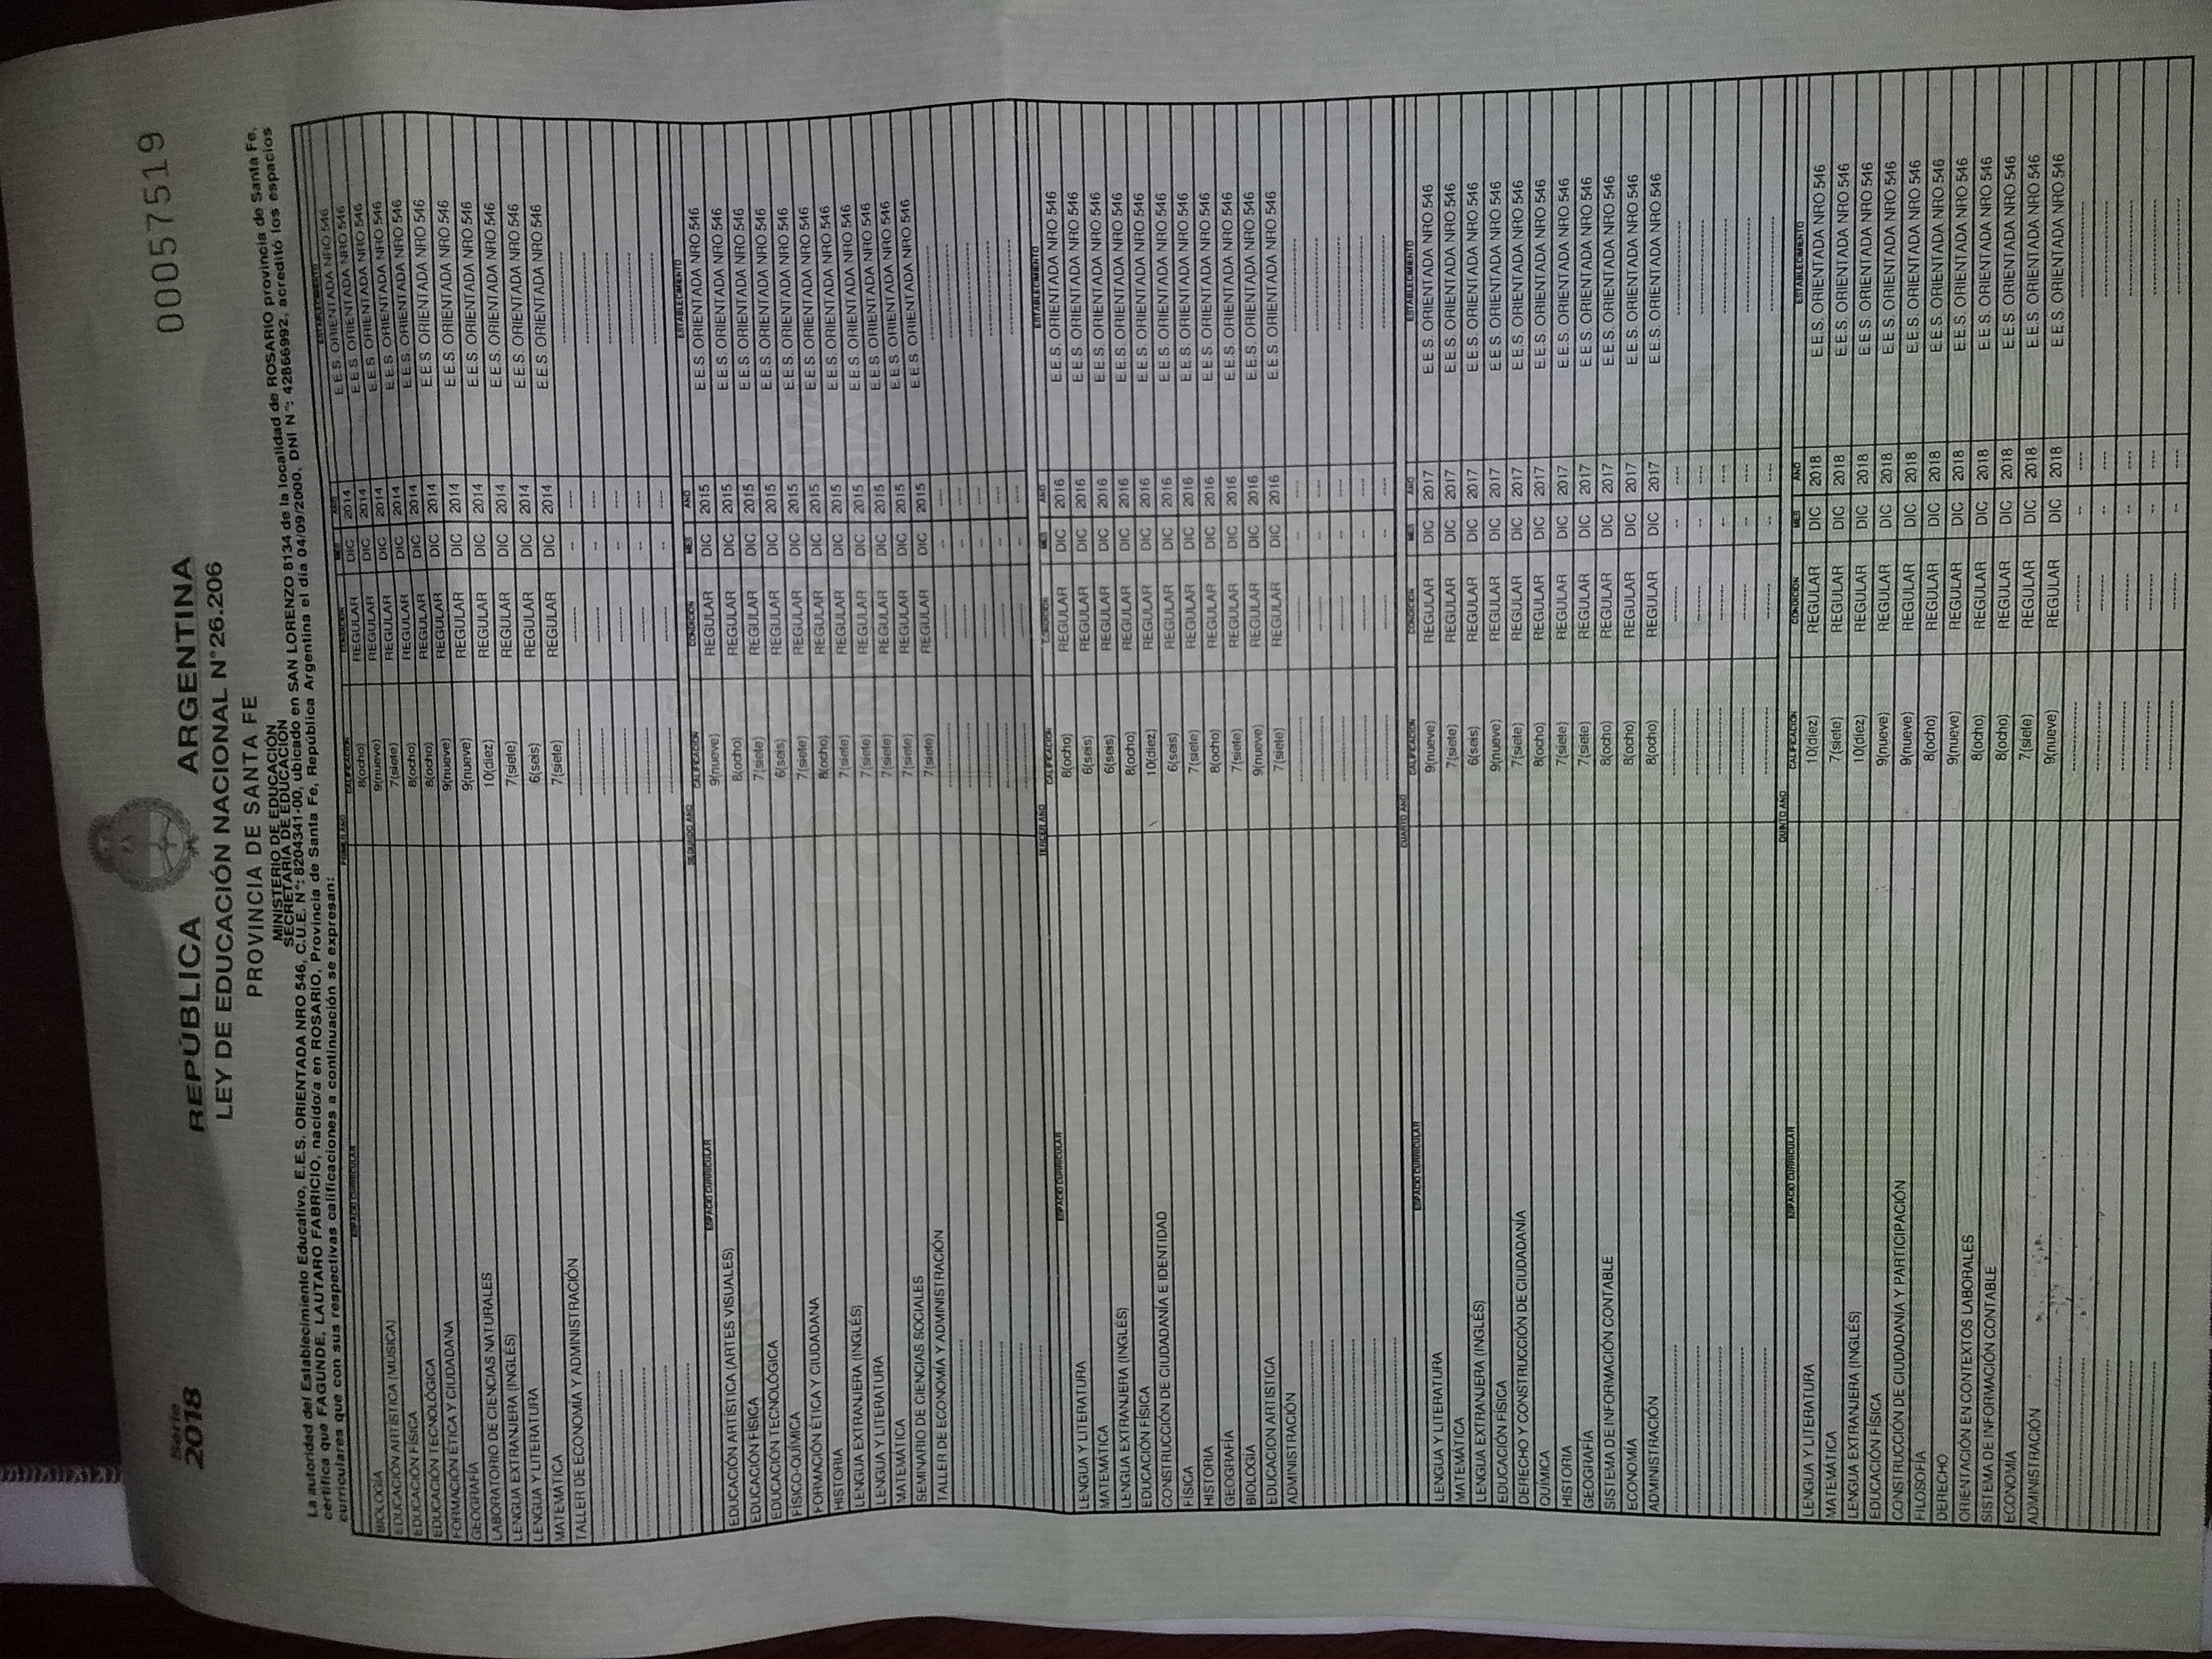 Serie
2018
REPÚBLICA ARGENTINA
00057519
LEY DE EDUCACIÓN NACIONAL N°26.206
PROVINCIA DE SANTA FE
MINISTERIO DE EDUCACIÓN
SECRETARÍA DE EDUCACIÓN
La autoridad del Establecimiento Educativo, E.E.S. ORIENTADA NRO 546, C.U.E. N°: 8204341-00, ubicado en SAN LORENZO 8134 de la localidad de ROSARIO provincia de Santa Fe,
certifica que FAGUNDE, LAUTARO FABRICIO, nacido/a en ROSARIO, Provincia de Santa Fe, República Argentina el día 04/09/2000, DNI N°: 42866992, acreditó los espacios
curriculares que con sus respectivas calificaciones a continuación se expresan:
PRIMER AÑO
ESPACIO CURRICULAR CALIFICACIÓN CONDICIÓN MES AÑO ESTABLECIMIENTO
BIOLOGÍA 8(ocho) REGULAR DIC 2014 E.E.S. ORIENTADA NRO 546
EDUCACIÓN ARTÍSTICA (MÚSICA) 9(nueve) REGULAR DIC 2014 E.E.S. ORIENTADA NRO 546
EDUCACIÓN FÍSICA 7(siete) REGULAR DIC 2014 E.E.S. ORIENTADA NRO 546
EDUCACIÓN TECNOLÓGICA 8(ocho) REGULAR DIC 2014 E.E.S. ORIENTADA NRO 546
FORMACIÓN ÉTICA Y CIUDADANA 8(ocho) REGULAR DIC 2014 E.E.S. ORIENTADA NRO 546
GEOGRAFÍA 9(nueve) REGULAR DIC 2014 E.E.S. ORIENTADA NRO 546
LABORATORIO DE CIENCIAS NATURALES 9(nueve) REGULAR DIC 2014 E.E.S. ORIENTADA NRO 546
LENGUA EXTRANJERA (INGLÉS) 10(diez) REGULAR DIC 2014 E.E.S. ORIENTADA NRO 546
LENGUA Y LITERATURA 7(siete) REGULAR DIC 2014 E.E.S. ORIENTADA NRO 546
MATEMÁTICA 6(seis) REGULAR DIC 2014 E.E.S. ORIENTADA NRO 546
TALLER DE ECONOMÍA Y ADMINISTRACIÓN 7(siete) REGULAR DIC 2014 E.E.S. ORIENTADA NRO 546
SEGUNDO AÑO
ESPACIO CURRICULAR CALIFICACIÓN CONDICIÓN MES AÑO ESTABLECIMIENTO
EDUCACIÓN ARTÍSTICA (ARTES VISUALES) 9(nueve) REGULAR DIC 2015 E.E.S. ORIENTADA NRO 546
EDUCACIÓN FÍSICA 8(ocho) REGULAR DIC 2015 E.E.S. ORIENTADA NRO 546
EDUCACIÓN TECNOLÓGICA 7(siete) REGULAR DIC 2015 E.E.S. ORIENTADA NRO 546
FÍSICO-QUÍMICA 6(seis) REGULAR DIC 2015 E.E.S. ORIENTADA NRO 546
FORMACIÓN ÉTICA Y CIUDADANA 7(siete) REGULAR DIC 2015 E.E.S. ORIENTADA NRO 546
HISTORIA 8(ocho) REGULAR DIC 2015 E.E.S. ORIENTADA NRO 546
LENGUA EXTRANJERA (INGLÉS) 7(siete) REGULAR DIC 2015 E.E.S. ORIENTADA NRO 546
LENGUA Y LITERATURA 7(siete) REGULAR DIC 2015 E.E.S. ORIENTADA NRO 546
MATEMÁTICA 7(siete) REGULAR DIC 2015 E.E.S. ORIENTADA NRO 546
SEMINARIO DE CIENCIAS SOCIALES 7(siete) REGULAR DIC 2015 E.E.S. ORIENTADA NRO 546
TALLER DE ECONOMÍA Y ADMINISTRACIÓN 7(siete) REGULAR DIC 2015 E.E.S. ORIENTADA NRO 546
TERCER AÑO
ESPACIO CURRICULAR CALIFICACIÓN CONDICIÓN MES AÑO ESTABLECIMIENTO
LENGUA Y LITERATURA 8(ocho) REGULAR DIC 2016 E.E.S. ORIENTADA NRO 546
MATEMÁTICA 6(seis) REGULAR DIC 2016 E.E.S. ORIENTADA NRO 546
LENGUA EXTRANJERA (INGLÉS) 6(seis) REGULAR DIC 2016 E.E.S. ORIENTADA NRO 546
EDUCACIÓN FÍSICA 8(ocho) REGULAR DIC 2016 E.E.S. ORIENTADA NRO 546
CONSTRUCIÓN DE CIUDADANÍA E IDENTIDAD 10(diez) REGULAR DIC 2016 E.E.S. ORIENTADA NRO 546
FÍSICA 6(seis) REGULAR DIC 2016 E.E.S. ORIENTADA NRO 546
HISTORIA 7(siete) REGULAR DIC 2016 E.E.S. ORIENTADA NRO 546
GEOGRAFÍA 8(ocho) REGULAR DIC 2016 E.E.S. ORIENTADA NRO 546
BIOLOGÍA 7(siete) REGULAR DIC 2016 E.E.S. ORIENTADA NRO 546
EDUCACION ARTISTICA 9(nueve) REGULAR DIC 2016 E.E.S. ORIENTADA NRO 546
ADMINISTRACIÓN 7(siete) REGULAR DIC 2016 E.E.S. ORIENTADA NRO 546
CUARTO AÑO
ESPACIO CURRICULAR CALIFICACIÓN CONDICIÓN MES AÑO ESTABLECIMIENTO
LENGUA Y LITERATURA 9(nueve) REGULAR DIC 2017 E.E.S. ORIENTADA NRO 546
MATEMÁTICA 7(siete) REGULAR DIC 2017 E.E.S. ORIENTADA NRO 546
LENGUA EXTRANJERA (INGLÉS) 6(seis) REGULAR DIC 2017 E.E.S. ORIENTADA NRO 546
EDUCACIÓN FÍSICA 9(nueve) REGULAR DIC 2017 E.E.S. ORIENTADA NRO 546
DERECHO Y CONSTRUCCIÓN DE CIUDADANÍA 7(siete) REGULAR DIC 2017 E.E.S. ORIENTADA NRO 546
QUÍMICA 8(ocho) REGULAR DIC 2017 E.E.S. ORIENTADA NRO 546
HISTORIA 7(siete) REGULAR DIC 2017 E.E.S. ORIENTADA NRO 546
GEOGRAFÍA 7(siete) REGULAR DIC 2017 E.E.S. ORIENTADA NRO 546
SISTEMA DE INFORMACIÓN CONTABLE 8(ocho) REGULAR DIC 2017 E.E.S. ORIENTADA NRO 546
ECONOMÍA 8(ocho) REGULAR DIC 2017 E.E.S. ORIENTADA NRO 546
ADMINISTRACIÓN 8(ocho) REGULAR DIC 2017 E.E.S. ORIENTADA NRO 546
QUINTO AÑO
ESPACIO CURRICULAR CALIFICACIÓN CONDICIÓN MES AÑO ESTABLECIMIENTO
LENGUA Y LITERATURA 10(diez) REGULAR DIC 2018 E.E.S. ORIENTADA NRO 546
MATEMÁTICA 7(siete) REGULAR DIC 2018 E.E.S. ORIENTADA NRO 546
LENGUA EXTRANJERA (INGLÉS) 10(diez) REGULAR DIC 2018 E.E.S. ORIENTADA NRO 546
EDUCACIÓN FÍSICA 9(nueve) REGULAR DIC 2018 E.E.S. ORIENTADA NRO 546
CONSTRUCCIÓN DE CIUDADANÍA Y PARTICIPACIÓN 9(nueve) REGULAR DIC 2018 E.E.S. ORIENTADA NRO 546
FILOSOFÍA 8(ocho) REGULAR DIC 2018 E.E.S. ORIENTADA NRO 546
DERECHO 9(nueve) REGULAR DIC 2018 E.E.S. ORIENTADA NRO 546
ORIENTACIÓN EN CONTEXTOS LABORALES 8(ocho) REGULAR DIC 2018 E.E.S. ORIENTADA NRO 546
SISTEMA DE INFORMACIÓN CONTABLE 8(ocho) REGULAR DIC 2018 E.E.S. ORIENTADA NRO 546
ECONOMÍA 7(siete) REGULAR DIC 2018 E.E.S. ORIENTADA NRO 546
ADMINISTRACIÓN 9(nueve) REGULAR DIC 2018 E.E.S. ORIENTADA NRO 546